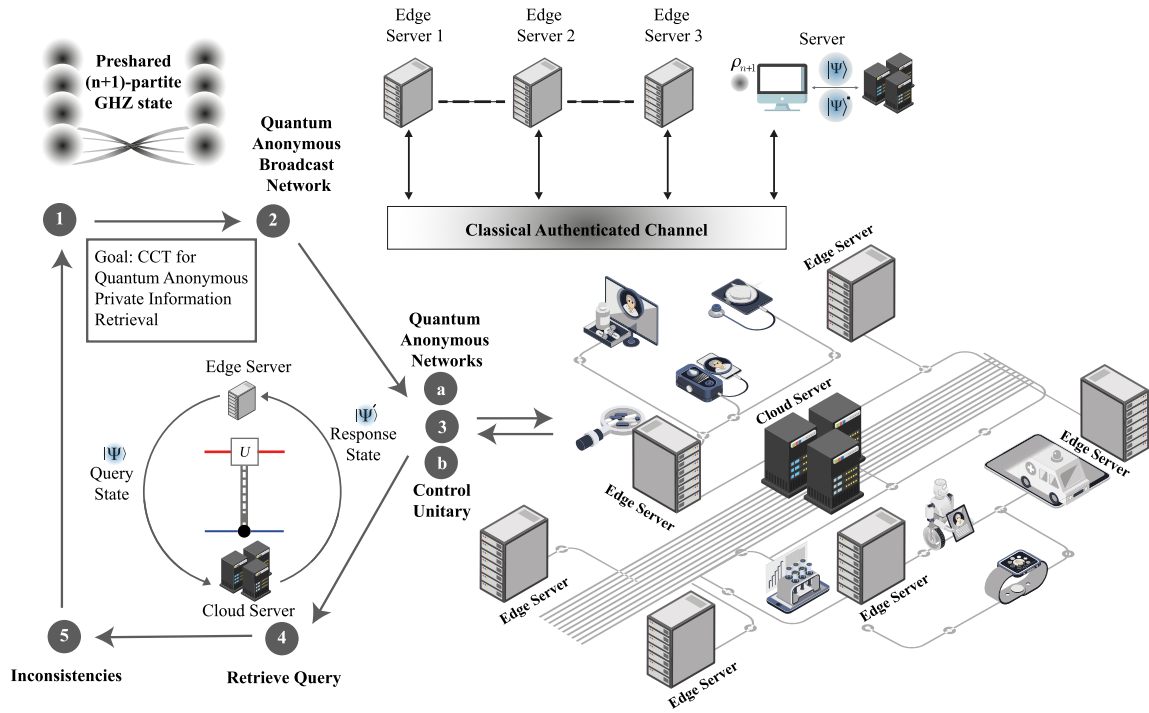 Preshared
(n+1)-partite
GHZ state
Edge
Server 1
Edge
Server 2
Edge
Server 3
Server
ρn+1
|Ψ⟩
|Ψ⟩*
Quantum
Anonymous
Broadcast
Network
1
2
Classical Authenticated Channel
Goal: CCT for
Quantum Anonymous
Private Information
Retrieval
Edge Server
|Ψ⟩
Query
State
U
|Ψ′⟩
Response
State
Cloud Server
Quantum
Anonymous
Networks
a
3
b
Control
Unitary
Edge Server
Cloud Server
Edge Server
Edge Server
Edge Server
Edge Server
Edge Server
5
4
Inconsistencies
Retrieve Query